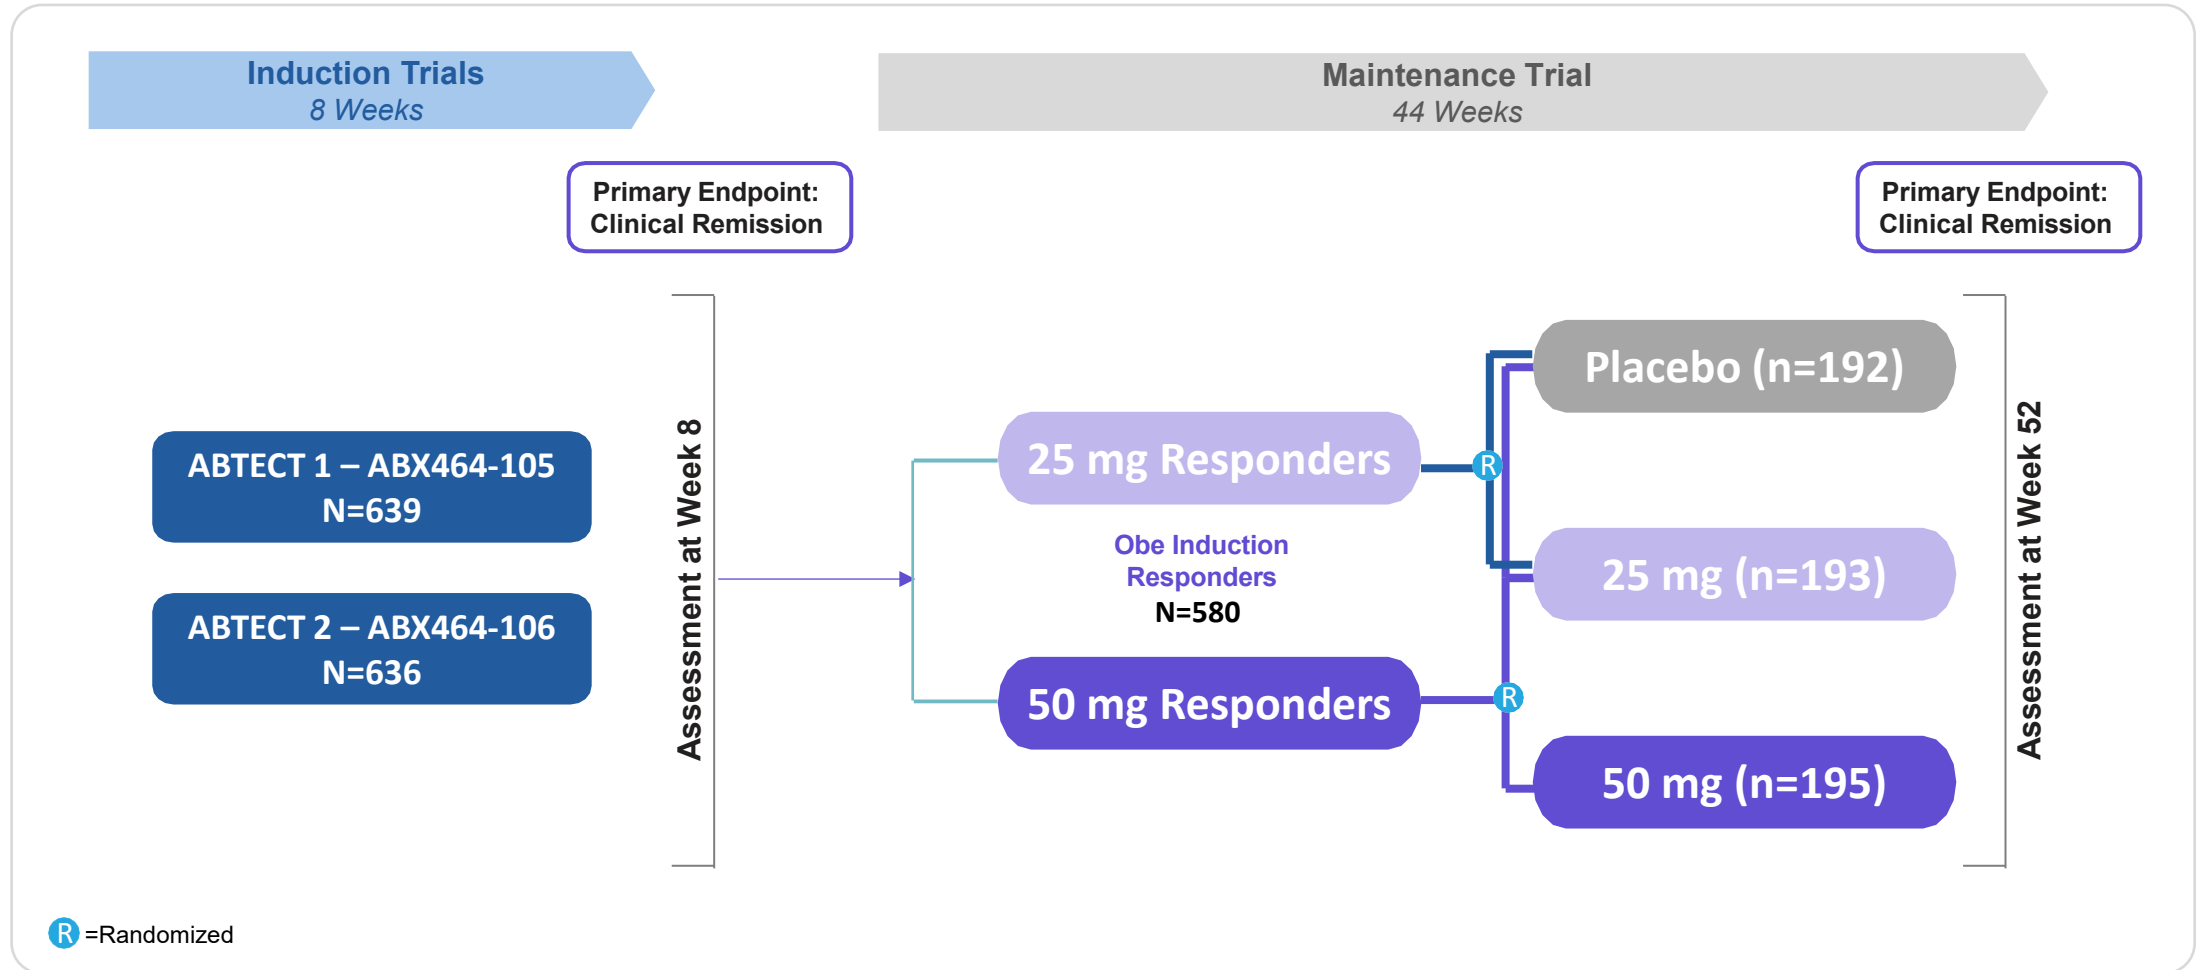 Induction Trials
8 Weeks
Maintenance Trial
44 Weeks
Primary Endpoint:
Clinical Remission
Primary Endpoint:
Clinical Remission
ABTECT 1 – ABX464-105
N=639
ABTECT 2 – ABX464-106
N=636
Assessment at Week 8
25 mg Responders
Obe Induction
Responders
N=580
50 mg Responders
R
R
Placebo (n=192)
25 mg (n=193)
50 mg (n=195)
Assessment at Week 52
R =Randomized